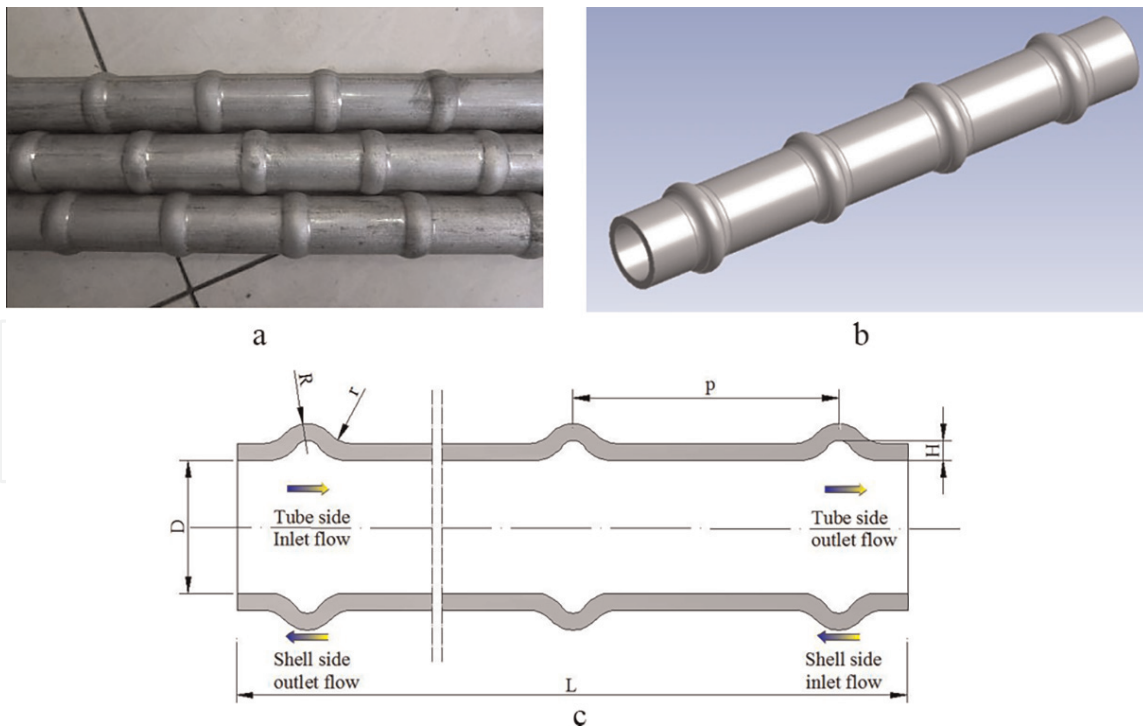 a
b
R
r
p
H
D
Tube side
Inlet flow
Tube side
outlet flow
Shell side
outlet flow
Shell side
inlet flow
L
c